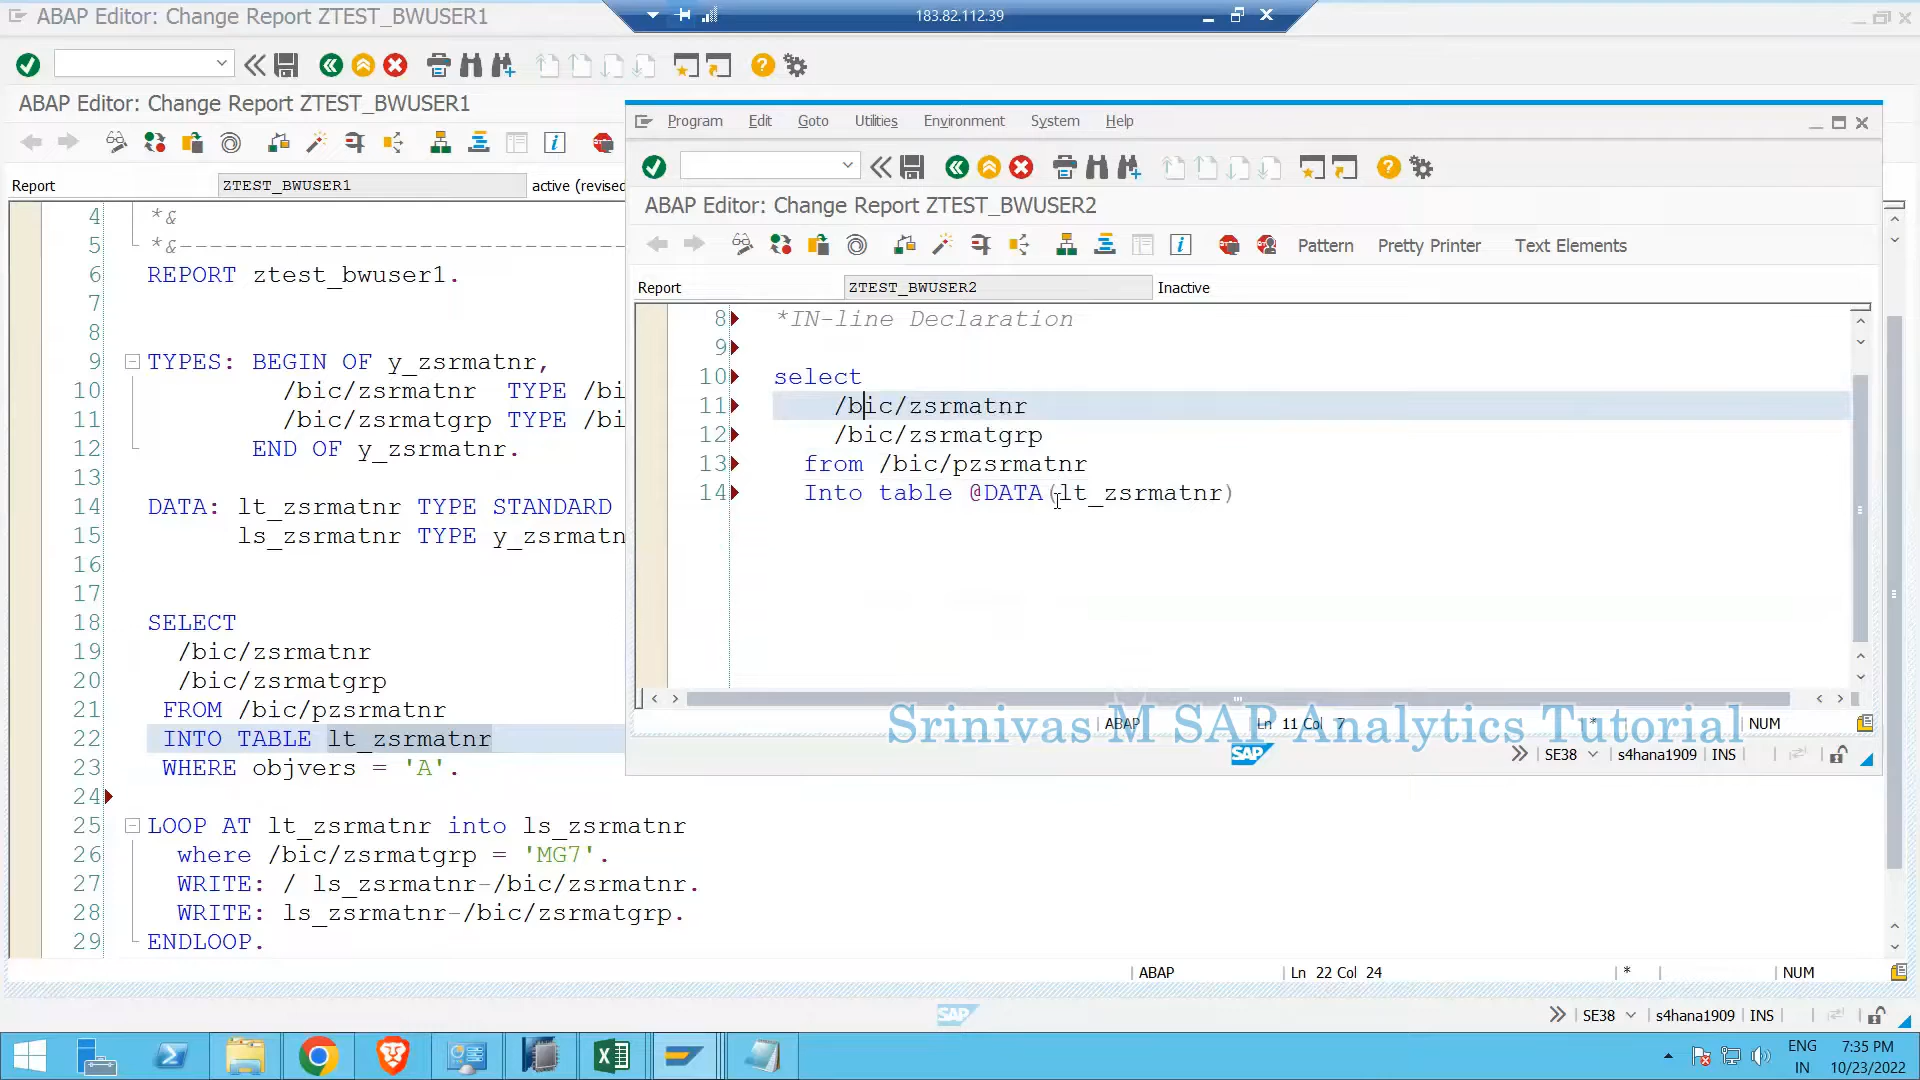 ABAP Editor: Change Report ZTEST_BWUSER1
183.82.112.39
ABAP Editor: Change Report ZTEST_BWUSER1
Report
ZTEST_BWUSER1
active (revised
4 *&
5 *&------------------------------
6 REPORT ztest_bwuser1.
7
8
9 TYPES: BEGIN OF y_zsrmatnr,
10 /bic/zsrmatnr TYPE /bi
11 /bic/zsrmatgrp TYPE /bi
12 END OF y_zsrmatnr.
13
14 DATA: lt_zsrmatnr TYPE STANDARD
15 ls_zsrmatnr TYPE y_zsrmatn
16
17
18 SELECT
19 /bic/zsrmatnr
20 /bic/zsrmatgrp
21 FROM /bic/pzsrmatnr
22 INTO TABLE lt_zsrmatnr
23 WHERE objvers = 'A'.
24
25 LOOP AT lt_zsrmatnr into ls_zsrmatnr
26 where /bic/zsrmatgrp = 'MG7'.
27 WRITE: / ls_zsrmatnr-/bic/zsrmatnr.
28 WRITE: ls_zsrmatnr-/bic/zsrmatgrp.
29 ENDLOOP.
Program Edit Goto Utilities Environment System Help
ABAP Editor: Change Report ZTEST_BWUSER2
Pattern Pretty Printer Text Elements
Report
ZTEST_BWUSER2
Inactive
8 *IN-line Declaration
9
10 select
11 /bic/zsrmatnr
12 /bic/zsrmatgrp
13 from /bic/pzsrmatnr
14 Into table @DATA(lt_zsrmatnr)
ABAP Ln 11 Col 7 * NUM
Srinivas M SAP Analytics Tutorial
SAP
SE38 s4hana1909 INS
ABAP Ln 22 Col 24 * NUM
SAP
SE38 s4hana1909 INS
ENG
IN
7:35 PM
10/23/2022